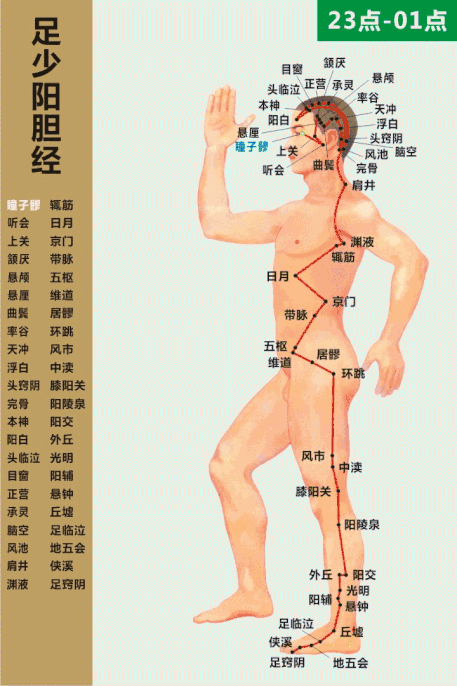 足少阳胆经
23点-01点
瞳子髎 辄筋
听会 日月
上关 京门
颔厌 带脉
悬颅 五枢
悬厘 维道
曲鬓 居髎
率谷 环跳
天冲 风市
浮白 中渎
头窍阴 膝阳关
完骨 阳陵泉
本神 阳交
阳白 外丘
头临泣 光明
目窗 阳辅
正营 悬钟
承灵 丘墟
脑空 足临泣
风池 地五会
肩井 侠溪
渊液 足窍阴
颔厌
目窗
正营
承灵
悬颅
头临泣
率谷
本神
天冲
阳白
浮白
悬厘
头窍阴
瞳子髎
上关
脑空
风池
曲鬓
听会
完骨
肩井
渊液
辄筋
日月
京门
带脉
五枢
居髎
维道
环跳
风市
中渎
膝阳关
阳陵泉
外丘
阳交
光明
阳辅
悬钟
足临泣
丘墟
侠溪
足窍阴
地五会